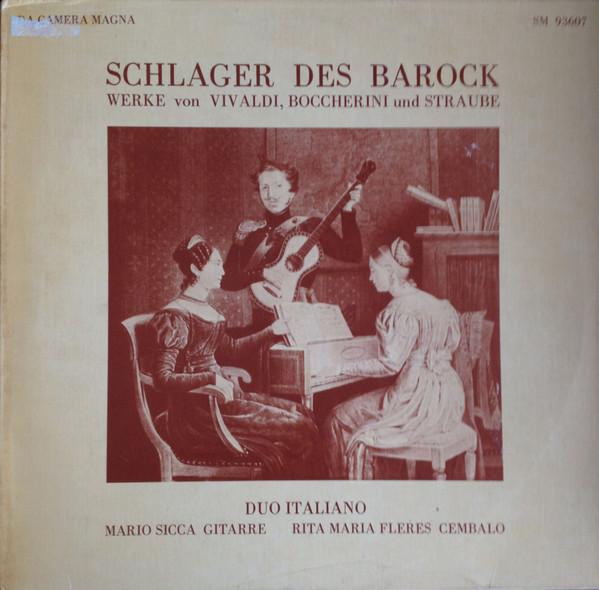 DA CAMERA MAGNA
SM 93607
SCHLAGER DES BAROCK
WERKE von VIVALDI, BOCCHERINI und STRAUBE
DUO ITALIANO
MARIO SICCA GITARRE RITA MARIA FLERES CEMBALO